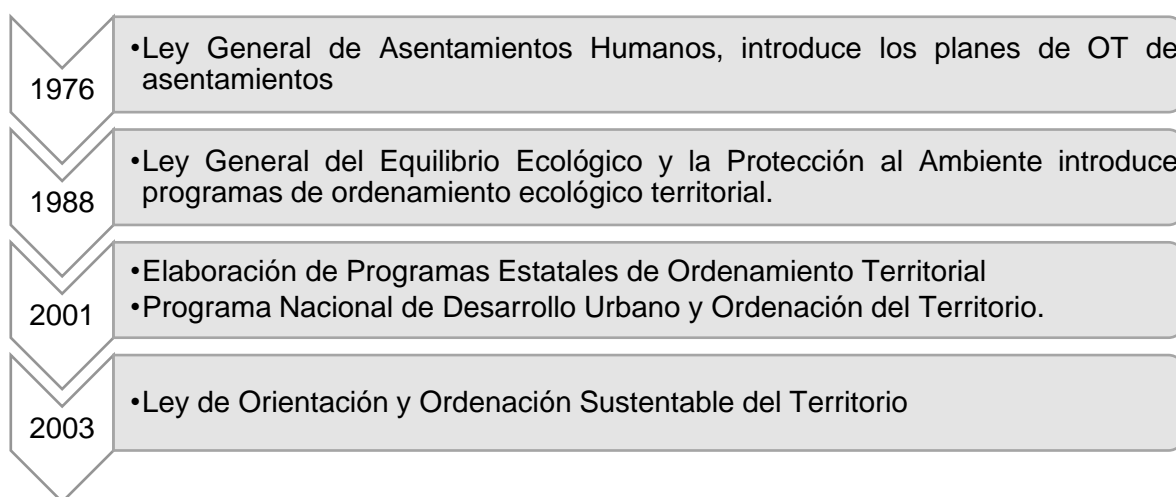 1976
•Ley General de Asentamientos Humanos, introduce los planes de OT de
asentamientos
1988
•Ley General del Equilibrio Ecológico y la Protección al Ambiente introduce
programas de ordenamiento ecológico territorial.
2001
•Elaboración de Programas Estatales de Ordenamiento Territorial
•Programa Nacional de Desarrollo Urbano y Ordenación del Territorio.
2003
•Ley de Orientación y Ordenación Sustentable del Territorio